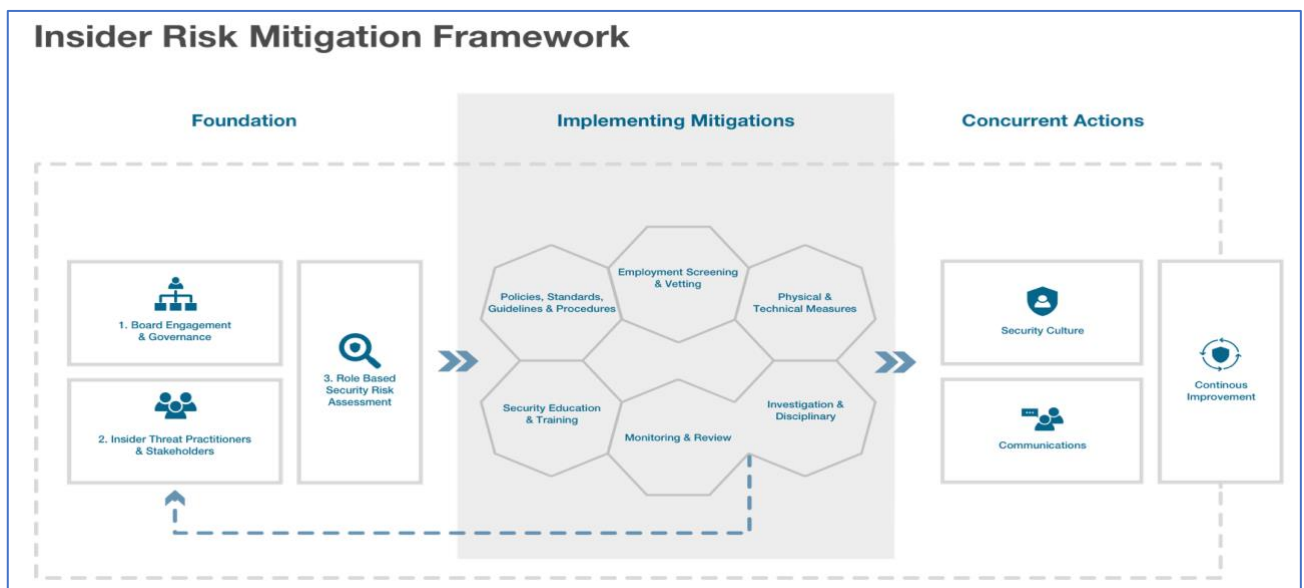 Insider Risk Mitigation Framework
Foundation
Implementing Mitigations
Concurrent Actions
1. Board Engagement
& Governance
2. Insider Threat Practitioners
& Stakeholders
3. Role Based
Security Risk
Assessment
Policies, Standards,
Guidelines & Procedures
Employment Screening
& Vetting
Physical &
Technical Measures
Security Education
& Training
Monitoring & Review
Investigation &
Disciplinary
Security Culture
Communications
Continous
Improvement